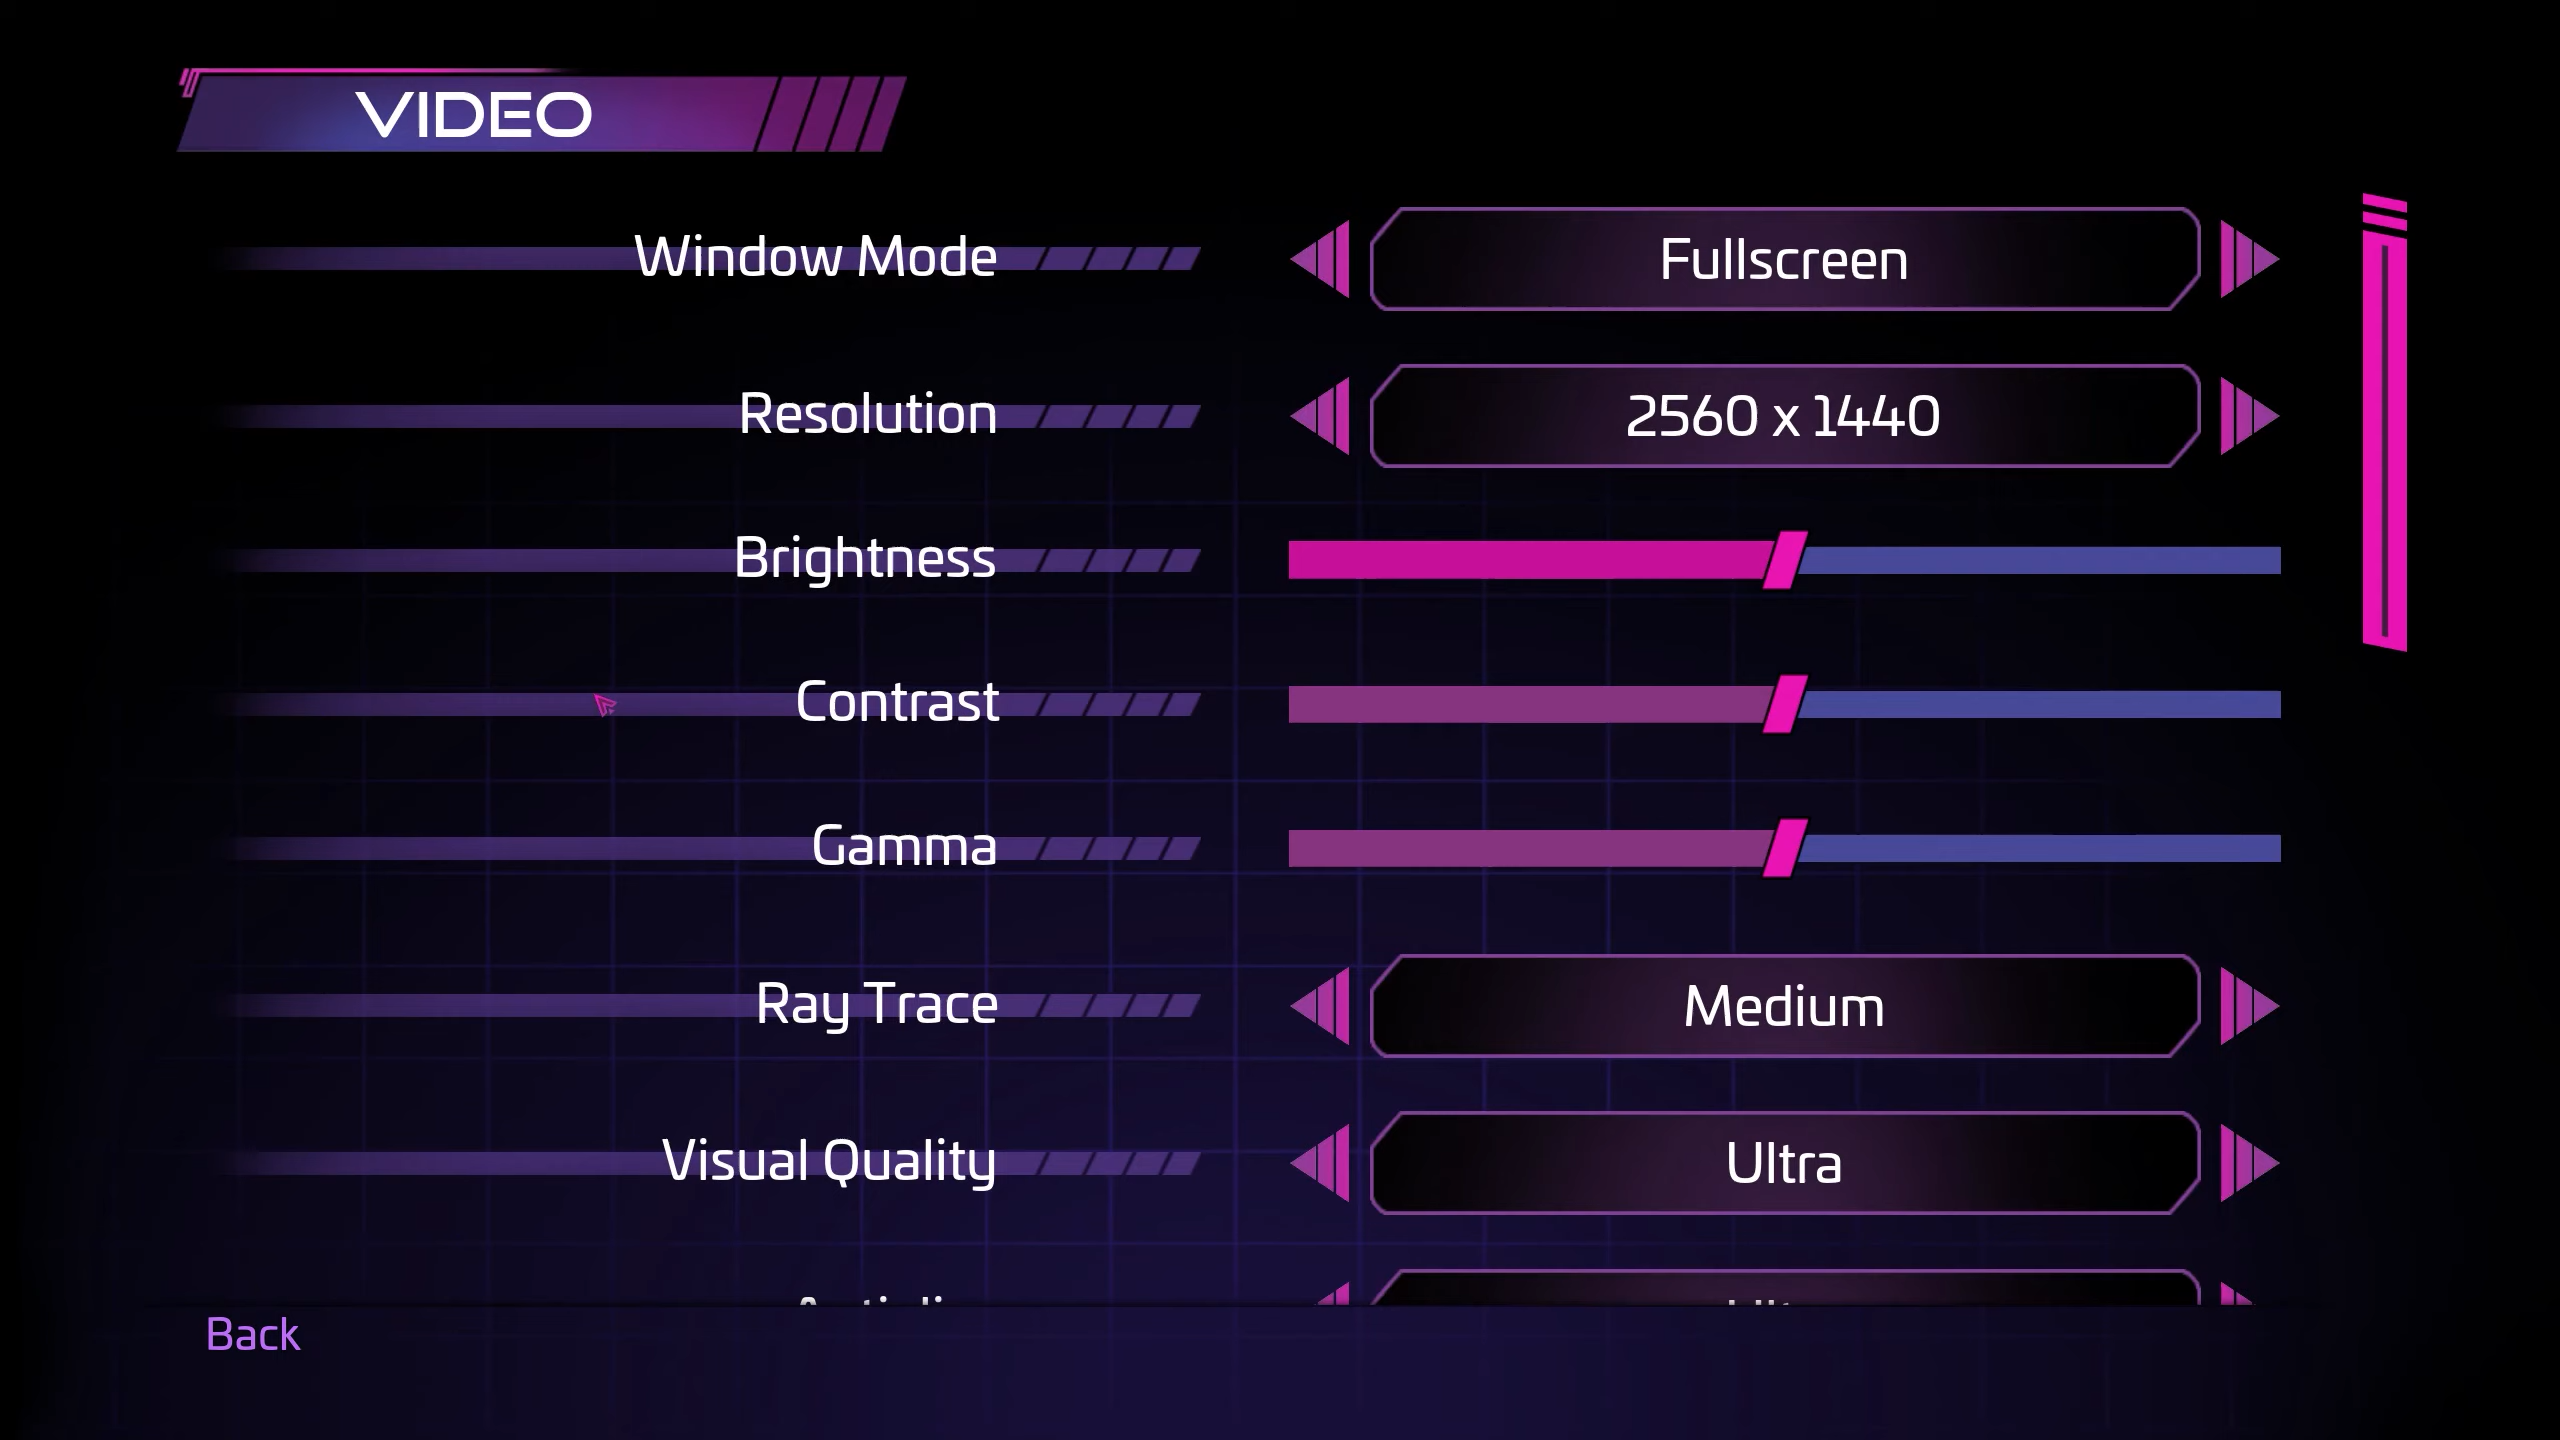 VIDEO
Window Mode
Fullscreen
Resolution
2560 x 1440
Brightness
Contrast
Gamma
Ray Trace
Medium
Visual Quality
Ultra
Back